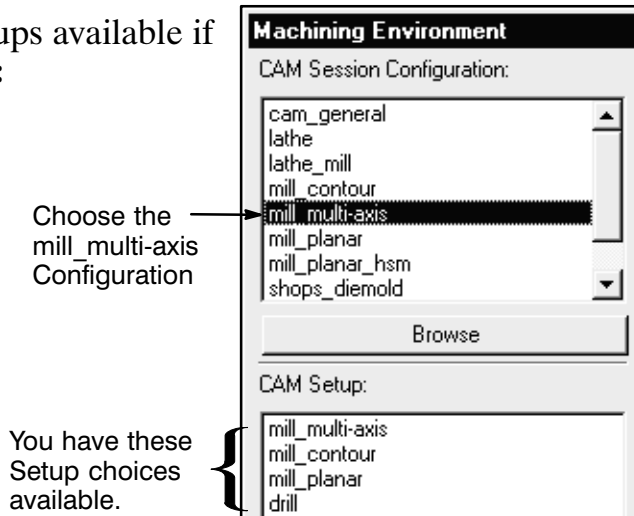 ups available if
:
Machining Environment
CAM Session Configuration:
cam_general
lathe
lathe_mill
mill_contour
mill_multi-axis
mill_planar
mill_planar_hsm
shops_diemold
Choose the
mill_multi-axis
Configuration
Browse
CAM Setup:
mill_multi-axis
mill_contour
mill_planar
drill
You have these
Setup choices
available.